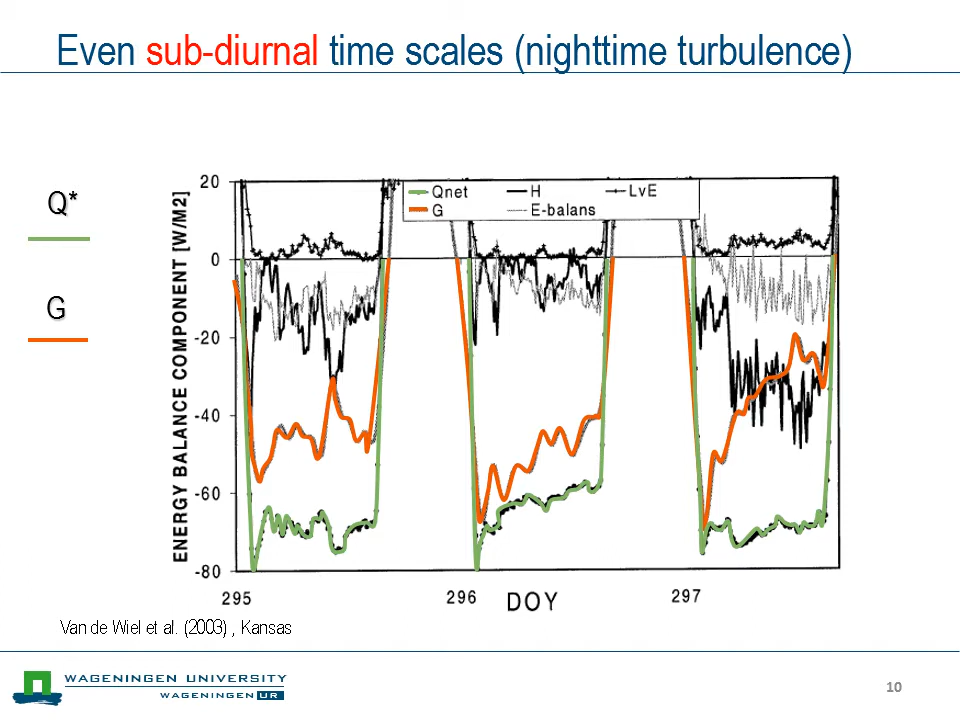 Even sub-diurnal time scales (nighttime turbulence)
Q*
G
ENERGY BALANCE COMPONENT [W/M2]
20
0
-20
-40
-60
-80
Qnet H LvE
G E-balans
295 296 297
DOY
Van de Wiel et al. (2003) , Kansas
WAGENINGEN UNIVERSITY
WAGENINGEN UR
10